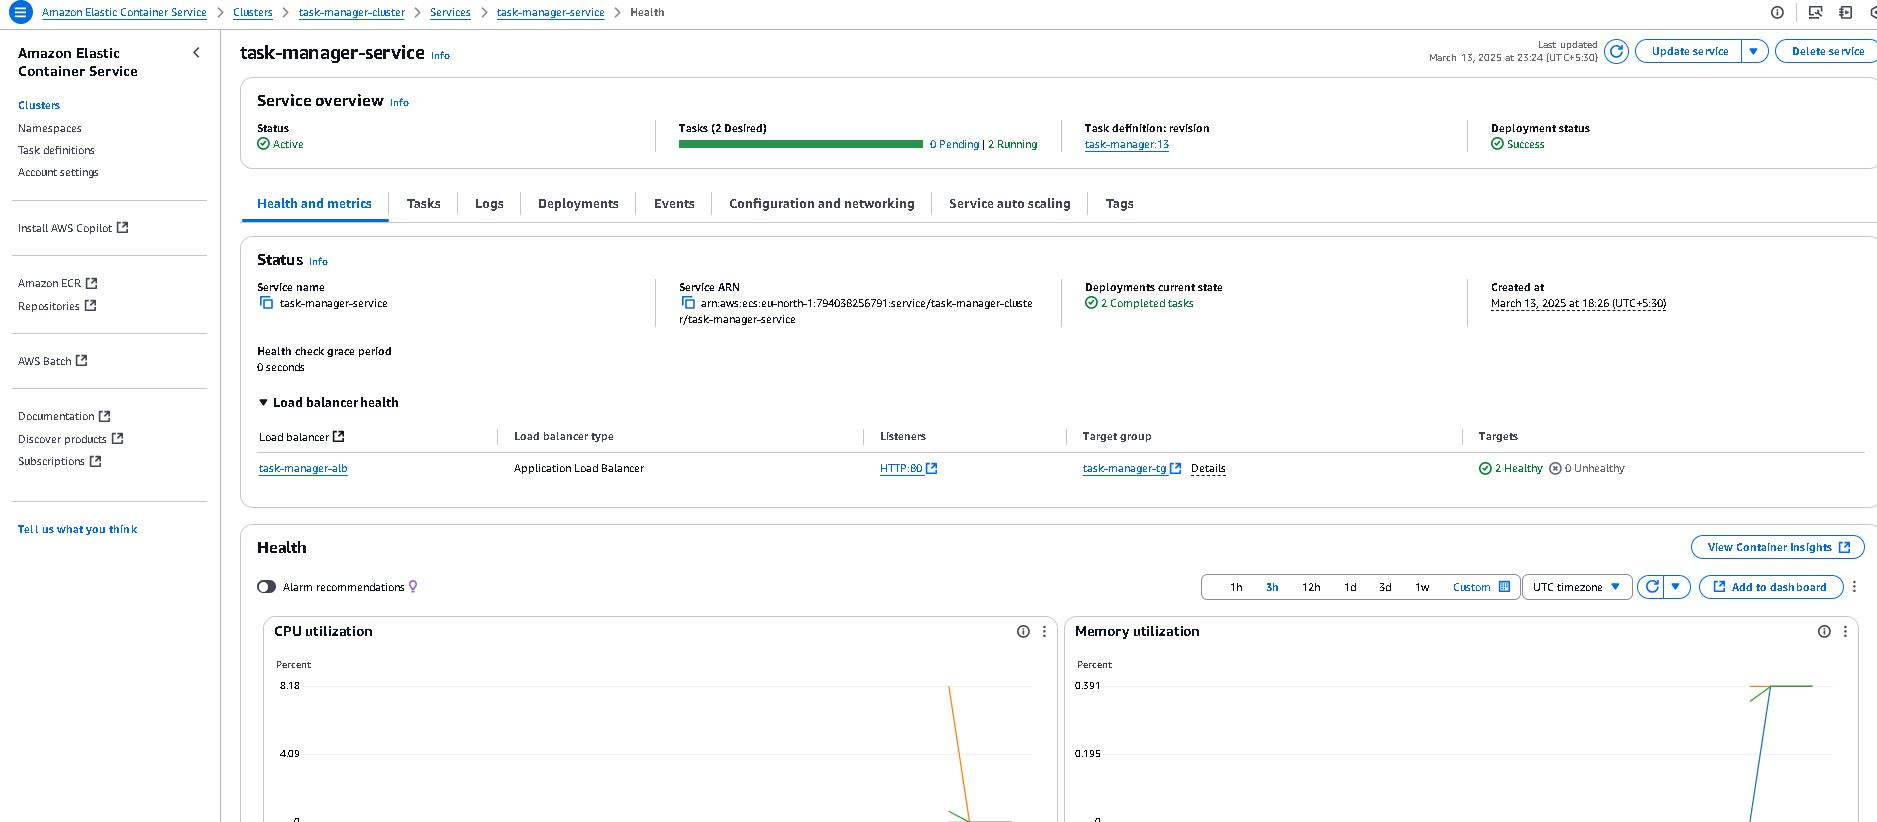 Amazon Elastic Container Service > Clusters > task-manager-cluster > Services > task-manager-service > Health
Amazon Elastic
Container Service
Clusters
Namespaces
Task definitions
Account settings
Install AWS Copilot
Amazon ECR
Repositories
AWS Batch
Documentation
Discover products
Subscriptions
Tell us what you think
task-manager-service Info
Last updated
March 13, 2025 at 23:24 (UTC+5:30)
Update service
Delete service
Service overview Info
Status
Active
Tasks (2 Desired)
0 Pending | 2 Running
Task definition: revision
task-manager:13
Deployment status
Success
Health and metrics
Tasks
Logs
Deployments
Events
Configuration and networking
Service auto scaling
Tags
Status Info
Service name
task-manager-service
Service ARN
arn:aws:ecs:eu-north-1:794038256791:service/task-manager-cluste
r/task-manager-service
Deployments current state
2 Completed tasks
Created at
March 13, 2025 at 18:26 (UTC+5:30)
Health check grace period
0 seconds
Load balancer health
Load balancer
Load balancer type
Listeners
Target group
Targets
task-manager-alb
Application Load Balancer
HTTP:80
task-manager-tg Details
2 Healthy 0 Unhealthy
Health
View Container Insights
Alarm recommendations
1h 3h 12h 1d 3d 1w Custom
UTC timezone
Add to dashboard
CPU utilization
Percent
8.18
4.09
0
Memory utilization
Percent
0.391
0.195
0